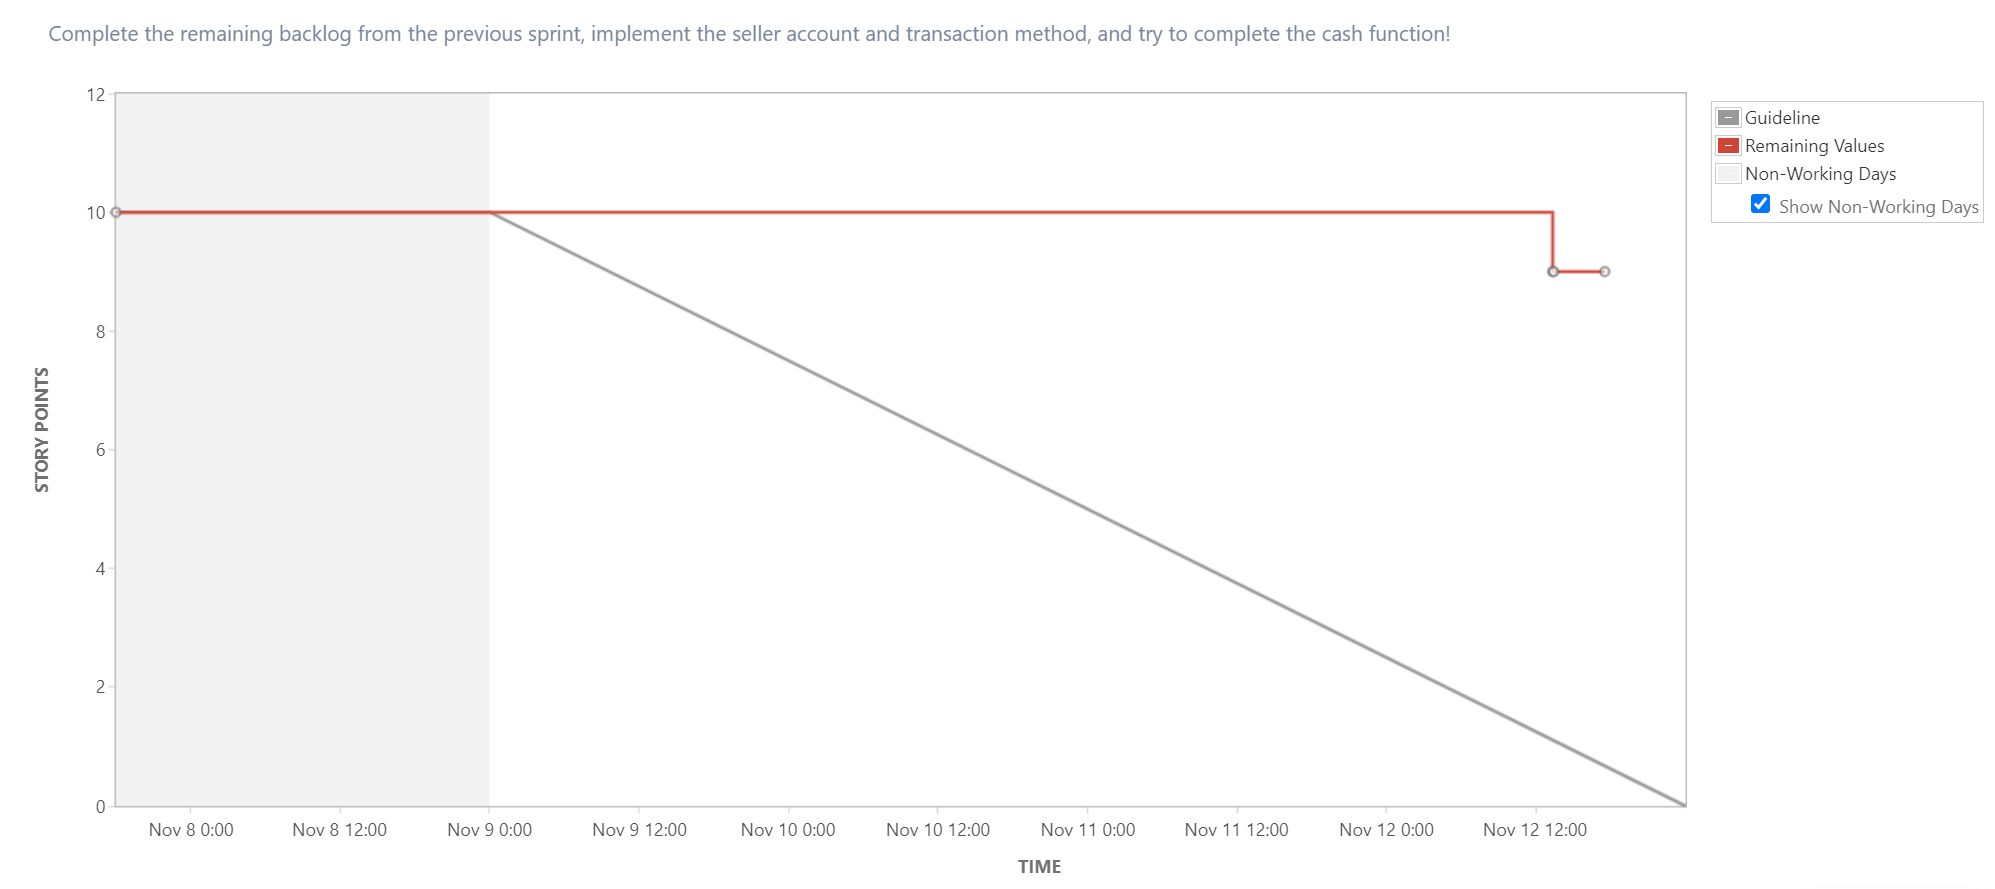 Complete the remaining backlog from the previous sprint, implement the seller account and transaction method, and try to complete the cash function!
12
10
8
6
4
2
0
STORY POINTS
Nov 8 0:00
Nov 8 12:00
Nov 9 0:00
Nov 9 12:00
Nov 10 0:00
Nov 10 12:00
Nov 11 0:00
Nov 11 12:00
Nov 12 0:00
Nov 12 12:00
TIME
Guideline
Remaining Values
Non-Working Days
Show Non-Working Days